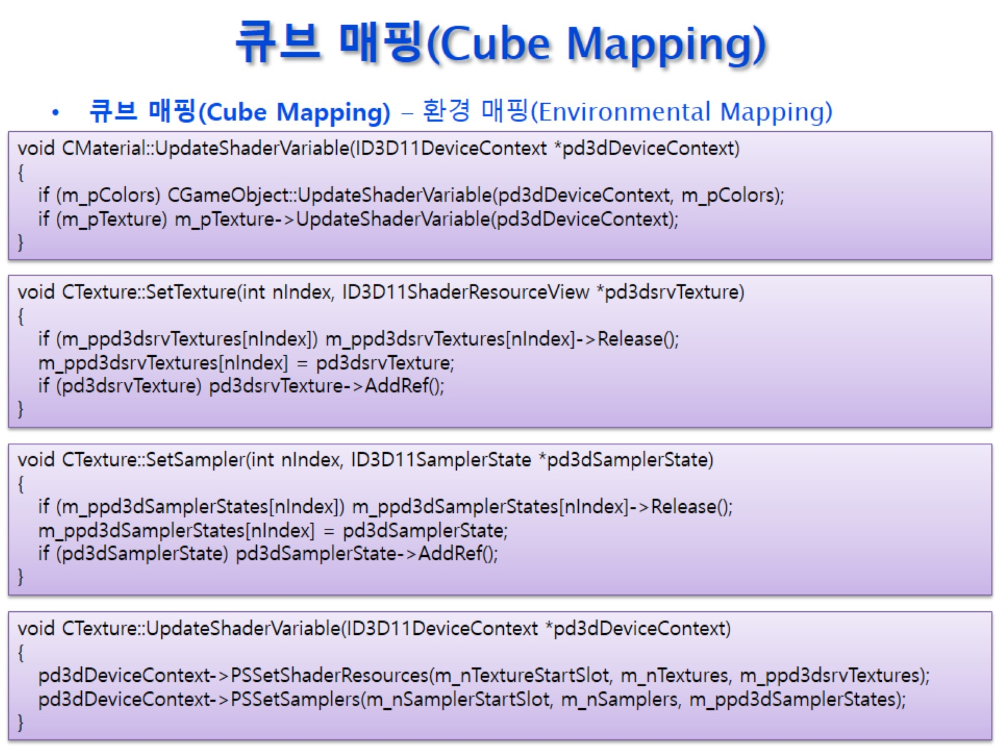 큐브 매핑(Cube Mapping)
• 큐브 매핑(Cube Mapping) – 환경 매핑(Environmental Mapping)
void CMaterial::UpdateShaderVariable(ID3D11DeviceContext *pd3dDeviceContext)
{
if (m_pColors) CGameObject::UpdateShaderVariable(pd3dDeviceContext, m_pColors);
if (m_pTexture) m_pTexture->UpdateShaderVariable(pd3dDeviceContext);
}
void CTexture::SetTexture(int nIndex, ID3D11ShaderResourceView *pd3dsrvTexture)
{
if (m_ppd3dsrvTextures[nIndex]) m_ppd3dsrvTextures[nIndex]->Release();
m_ppd3dsrvTextures[nIndex] = pd3dsrvTexture;
if (pd3dsrvTexture) pd3dsrvTexture->AddRef();
}
void CTexture::SetSampler(int nIndex, ID3D11SamplerState *pd3dSamplerState)
{
if (m_ppd3dSamplerStates[nIndex]) m_ppd3dSamplerStates[nIndex]->Release();
m_ppd3dSamplerStates[nIndex] = pd3dSamplerState;
if (pd3dSamplerState) pd3dSamplerState->AddRef();
}
void CTexture::UpdateShaderVariable(ID3D11DeviceContext *pd3dDeviceContext)
{
pd3dDeviceContext->PSSetShaderResources(m_nTextureStartSlot, m_nTextures, m_ppd3dsrvTextures);
pd3dDeviceContext->PSSetSamplers(m_nSamplerStartSlot, m_nSamplers, m_ppd3dSamplerStates);
}